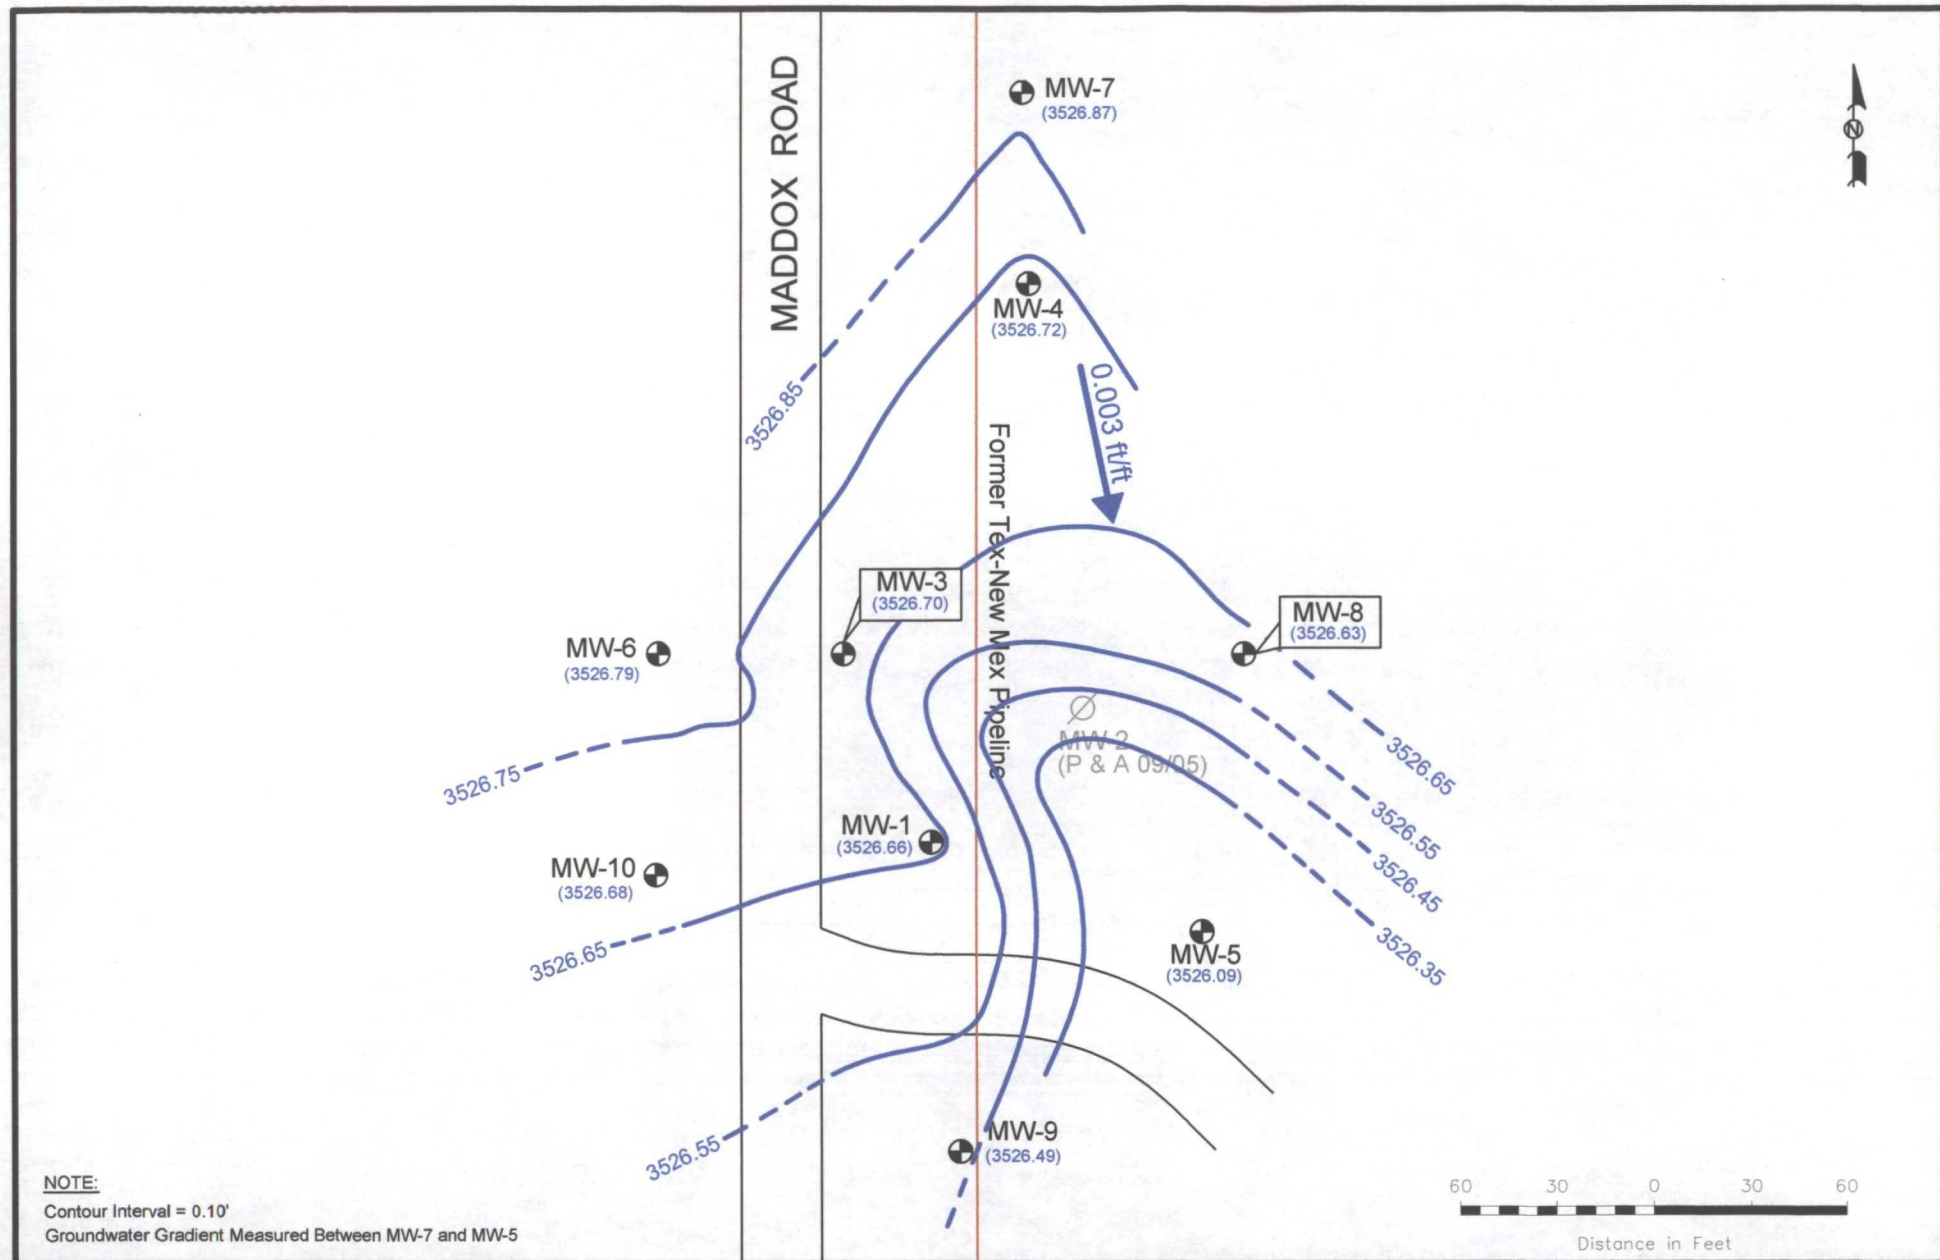 MW-7
(3526.87)
N
MADDOX ROAD
MW-4
(3526.72)
3526.85
0.003 ft/ft
Former Tex-New Mex Pipeline
MW-3
(3526.70)
MW-8
(3526.63)
MW-6
(3526.79)
MW-2
(P & A 09/05)
3526.75
3526.65
MW-1
(3526.66)
3526.55
MW-10
(3526.68)
3526.45
3526.65
MW-5
(3526.09)
3526.35
3526.55
MW-9
(3526.49)
NOTE:
Contour Interval = 0.10'
Groundwater Gradient Measured Between MW-7 and MW-5
60 30 0 30 60
Distance in Feet